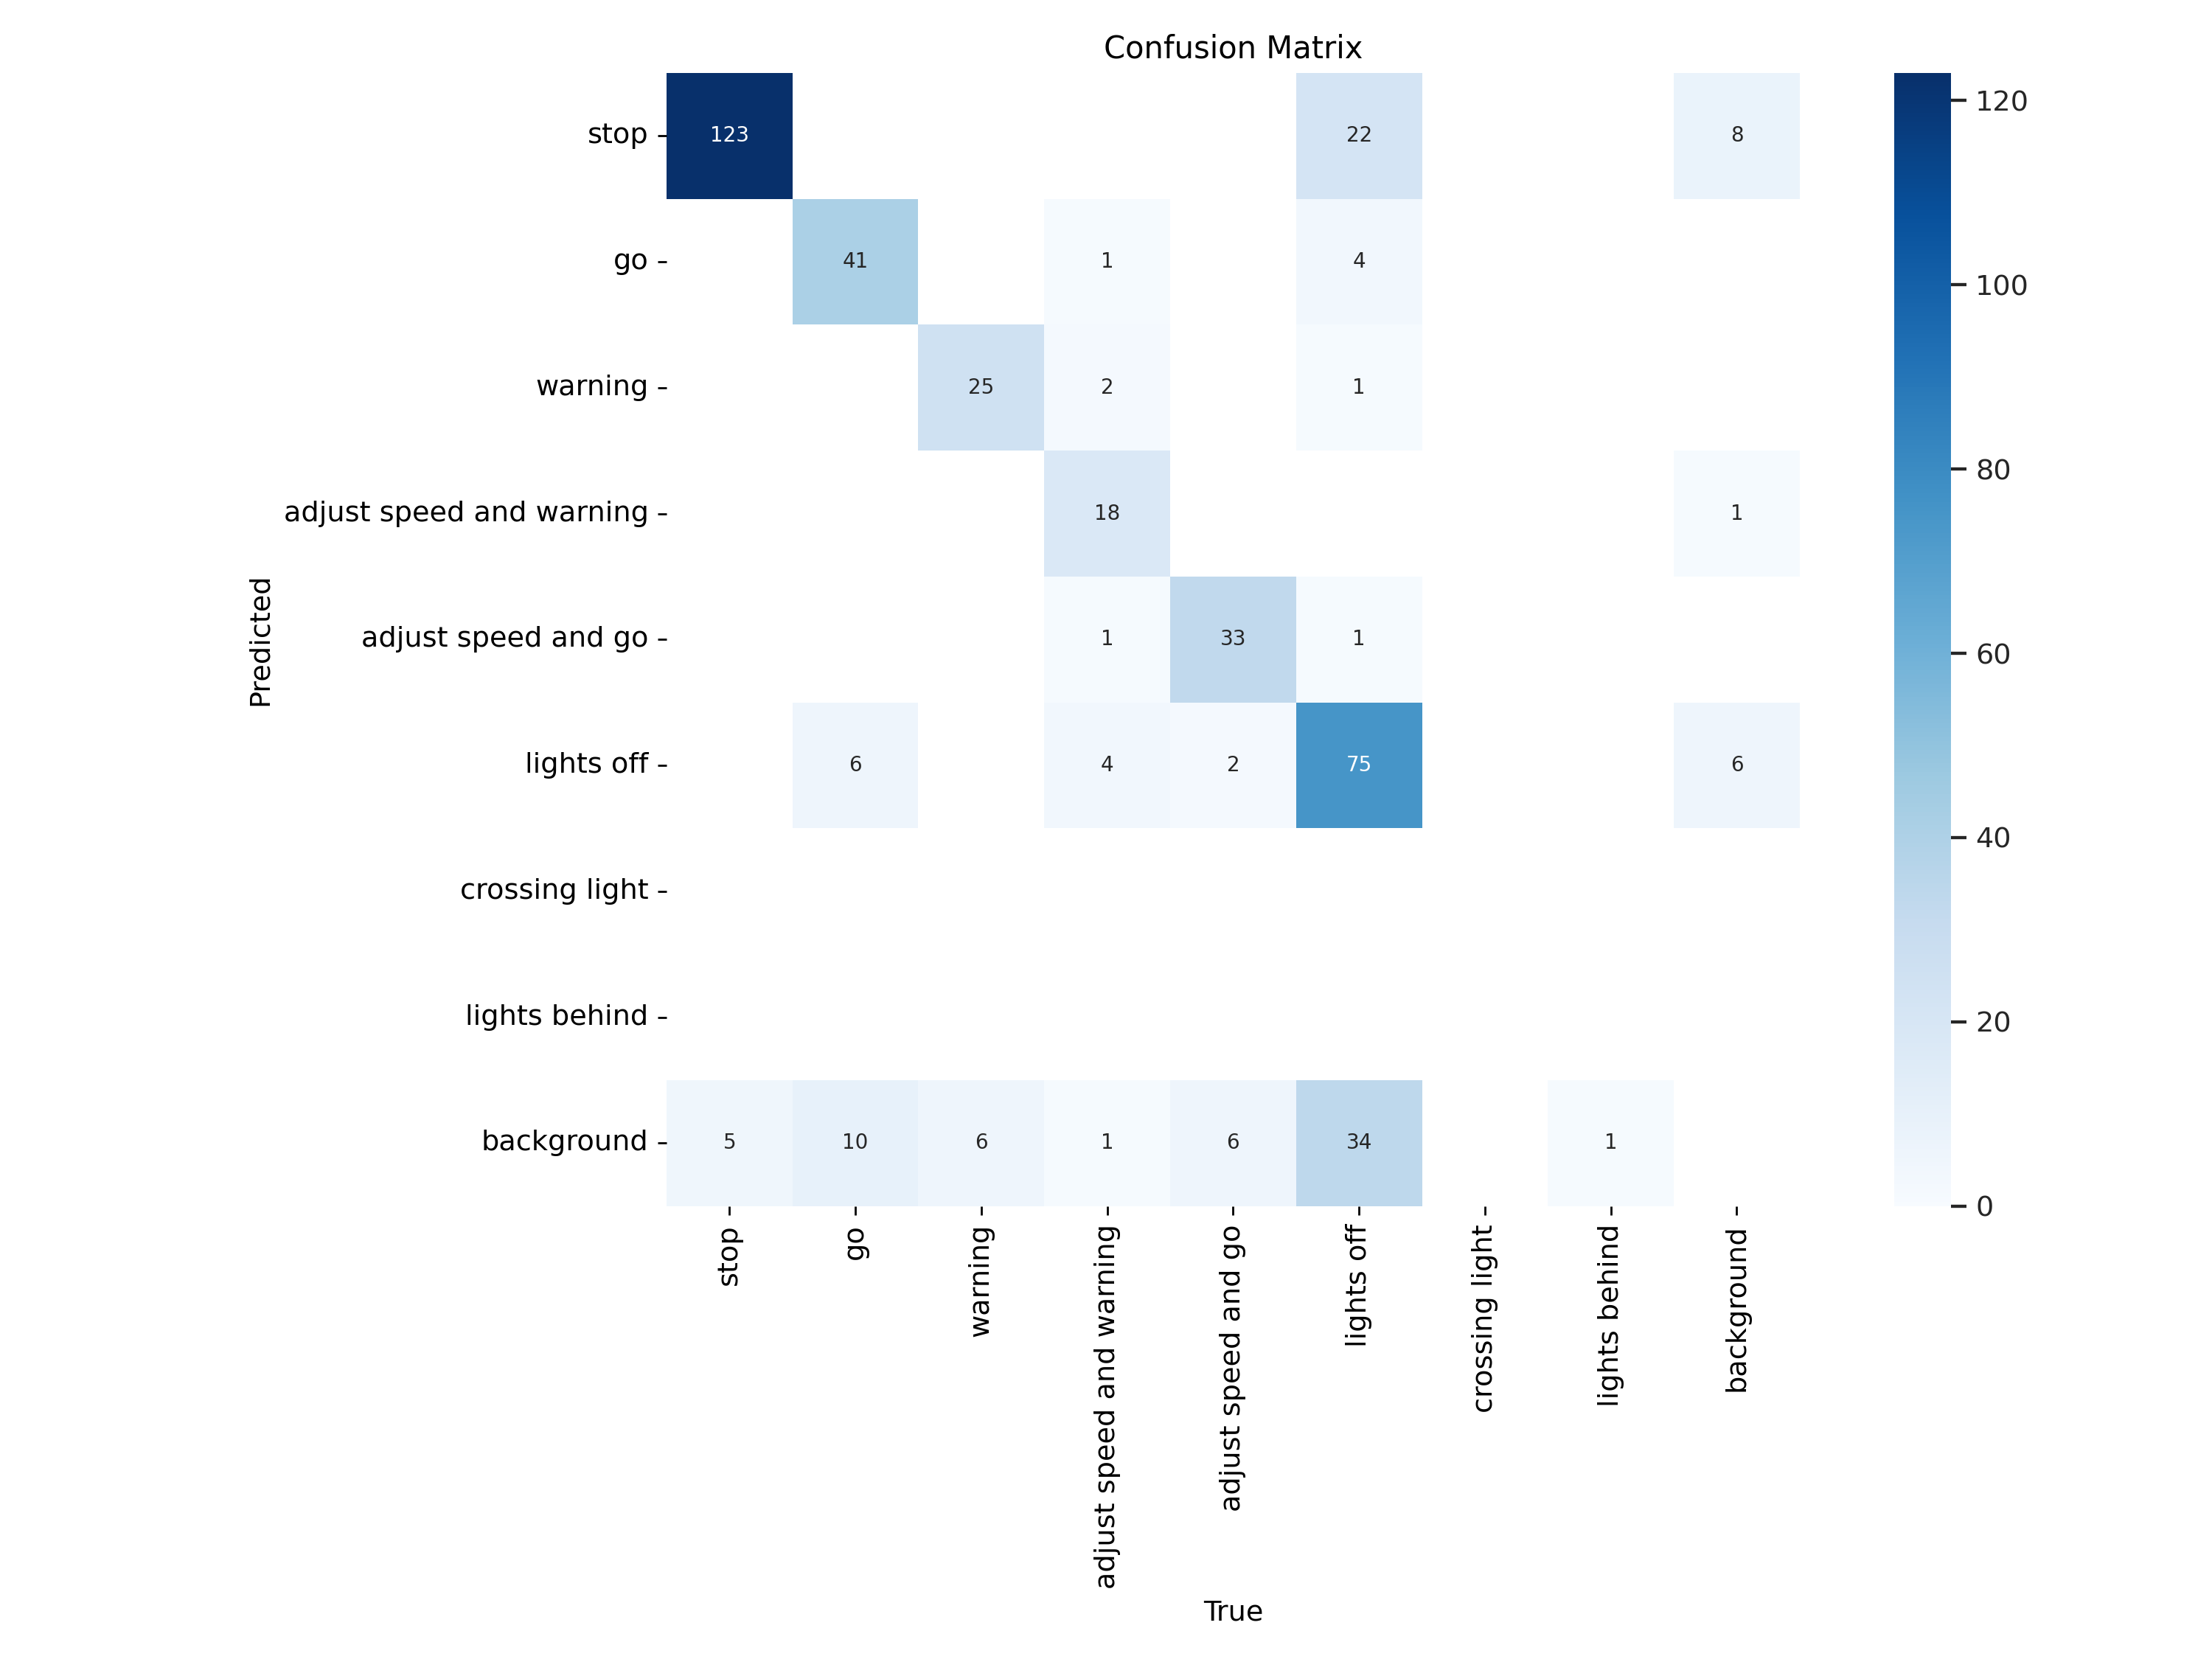 Confusion Matrix
stop 123 22 8 120
go 41 1 4 100
warning 25 2 1
adjust speed and warning 18 1 80
Predicted
adjust speed and go 1 33 1 60
lights off 6 4 2 75 6 40
crossing light
lights behind 20
background 5 10 6 1 6 34 1 0
stop go warning adjust speed and warning adjust speed and go lights off crossing light lights behind background
True